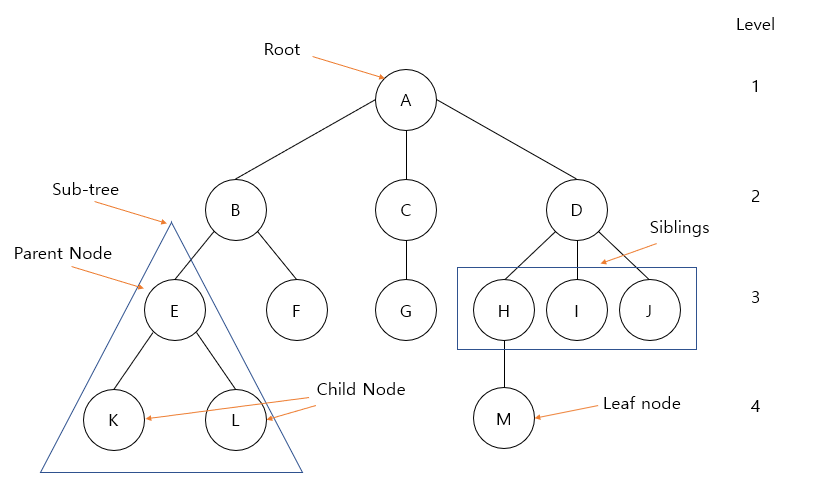 Level
Root
1
A
Sub-tree
2
B
C
D
Siblings
Parent Node
3
E
F
G
H
I
J
Child Node
Leaf node
4
K
L
M